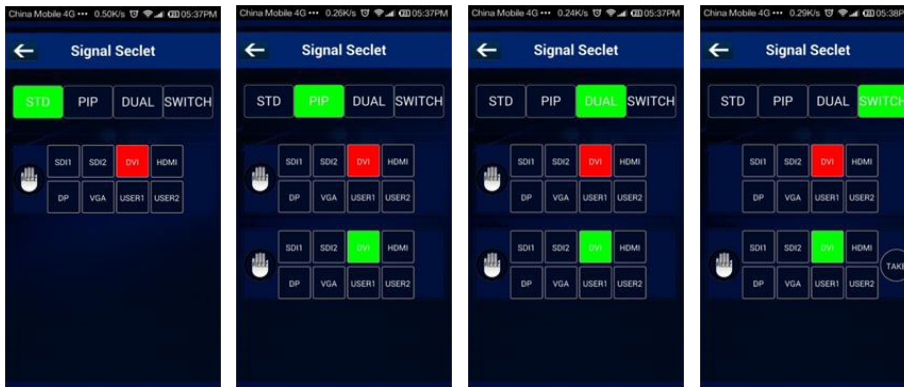 China Mobile 4G ••• 0.50K/s 05:37PM
Signal Seclet
STD PIP DUAL SWITCH
SDI1 SDI2 DVI HDMI
DP VGA USER1 USER2
China Mobile 4G ••• 0.26K/s 05:37PM
Signal Seclet
STD PIP DUAL SWITCH
SDI1 SDI2 DVI HDMI
DP VGA USER1 USER2
SDI1 SDI2 DVI HDMI
DP VGA USER1 USER2
China Mobile 4G ••• 0.24K/s 05:37PM
Signal Seclet
STD PIP DUAL SWITCH
SDI1 SDI2 DVI HDMI
DP VGA USER1 USER2
SDI1 SDI2 DVI HDMI
DP VGA USER1 USER2
China Mobile 4G ••• 0.29K/s 05:38P
Signal Seclet
STD PIP DUAL SWITCH
SDI1 SDI2 DVI HDMI
DP VGA USER1 USER2
SDI1 SDI2 DVI HDMI
TAKE
DP VGA USER1 USER2